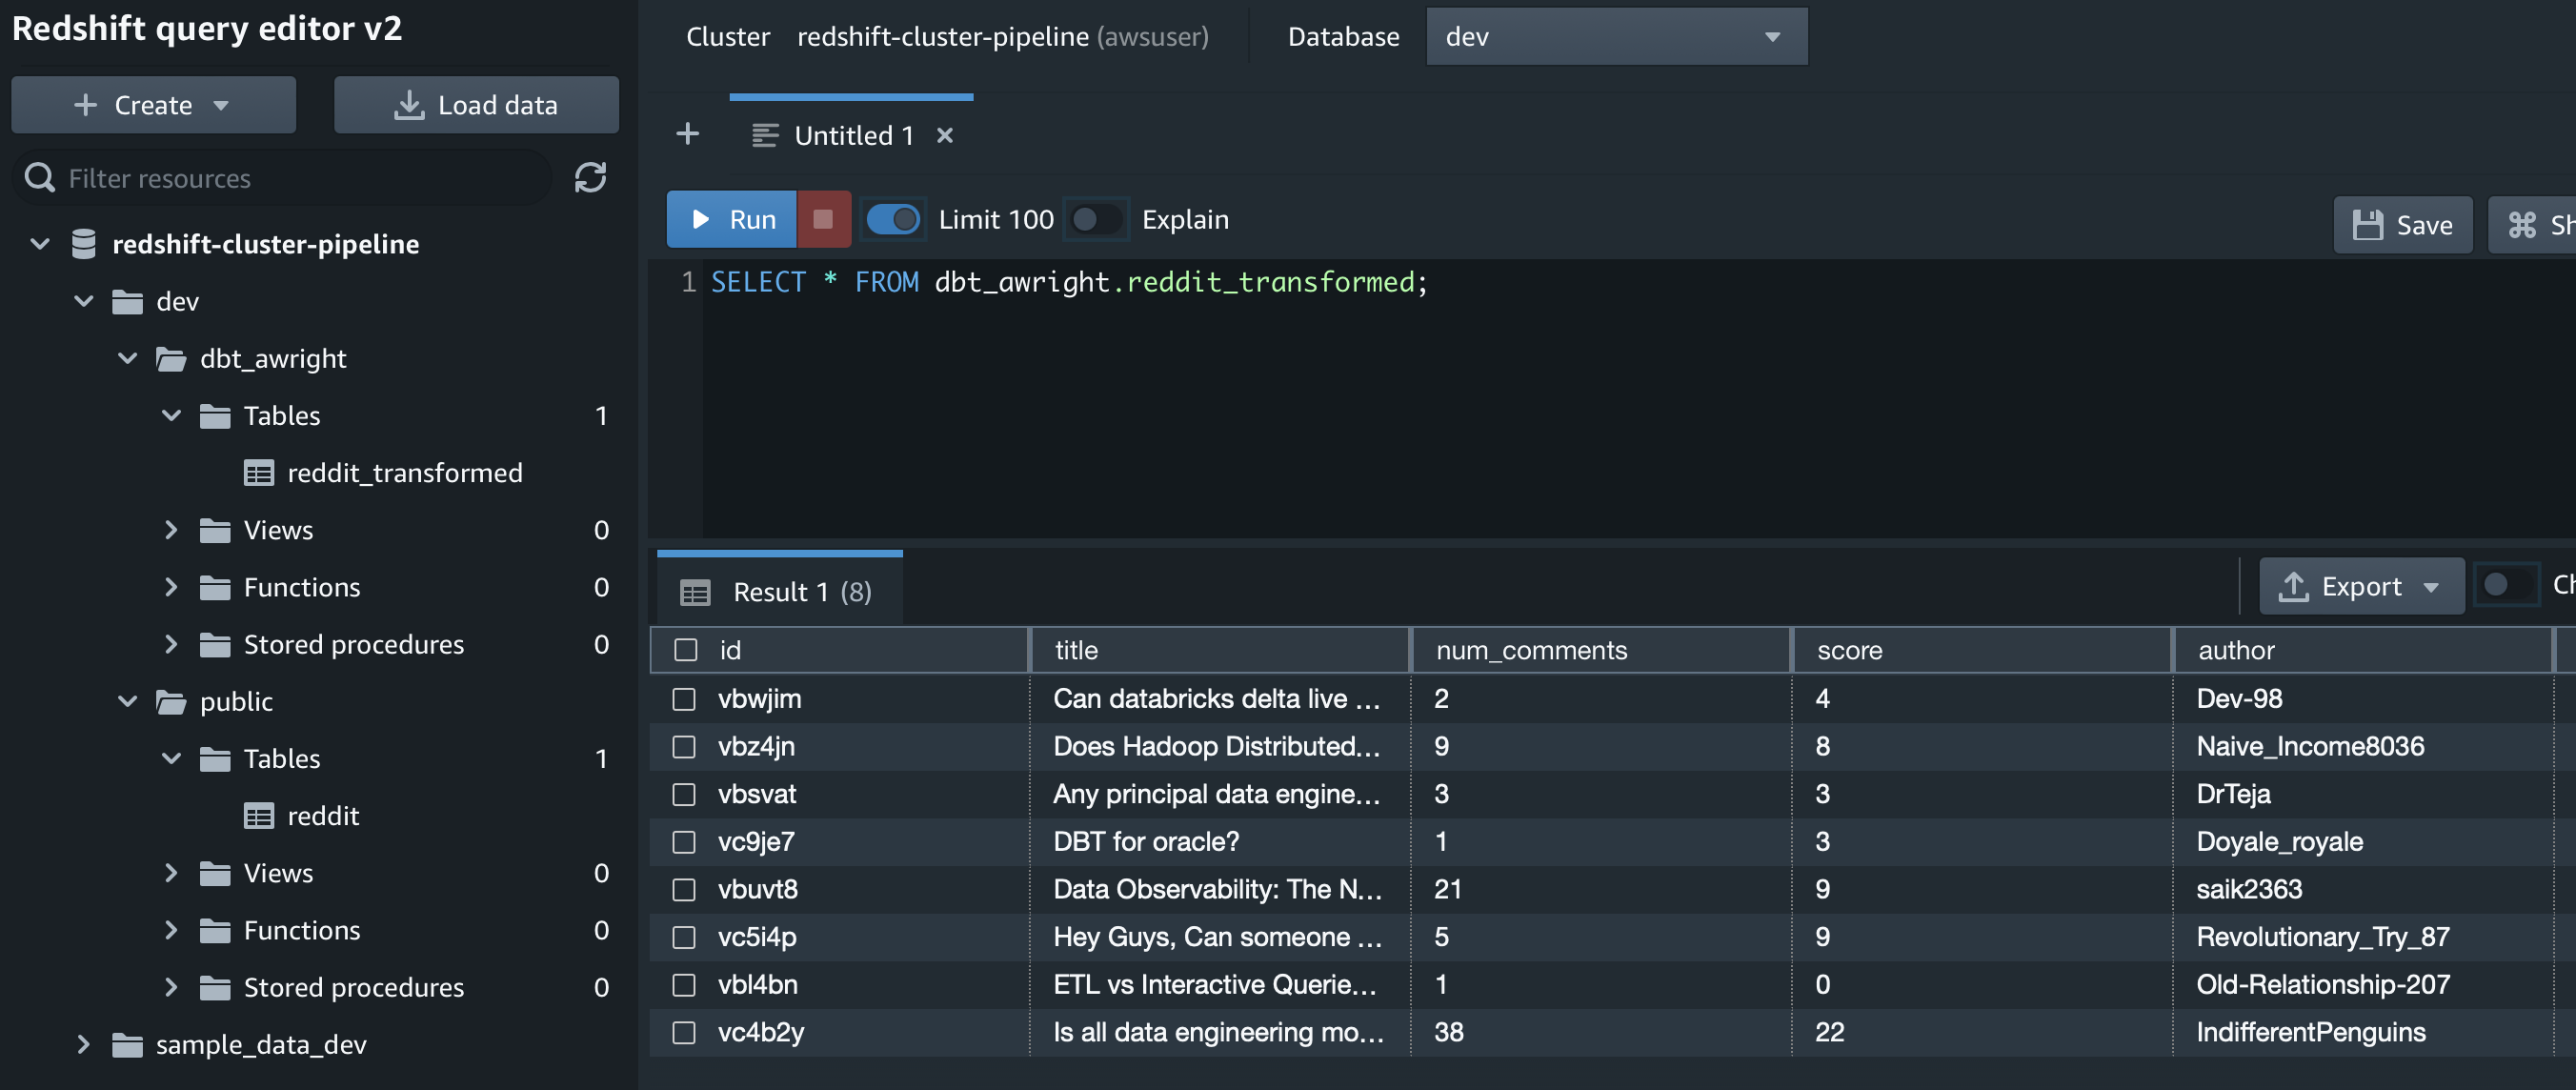 Redshift query editor v2
Create
Load data
Filter resources
redshift-cluster-pipeline
dev
dbt_awright
Tables 1
reddit_transformed
Views 0
Functions 0
Stored procedures 0
public
Tables 1
reddit
Views 0
Functions 0
Stored procedures 0
sample_data_dev
Cluster redshift-cluster-pipeline (awsuser) Database dev
Untitled 1
Run Limit 100 Explain Save Sh
1 SELECT * FROM dbt_awright.reddit_transformed;
Result 1 (8) Export Ch
id title num_comments score author
vbwjim Can databricks delta live ... 2 4 Dev-98
vbz4jn Does Hadoop Distributed... 9 8 Naive_Income8036
vbsvat Any principal data engine... 3 3 DrTeja
vc9je7 DBT for oracle? 1 3 Doyale_royale
vbuvt8 Data Observability: The N... 21 9 saik2363
vc5i4p Hey Guys, Can someone ... 5 9 Revolutionary_Try_87
vbl4bn ETL vs Interactive Querie... 1 0 Old-Relationship-207
vc4b2y Is all data engineering mo... 38 22 IndifferentPenguins